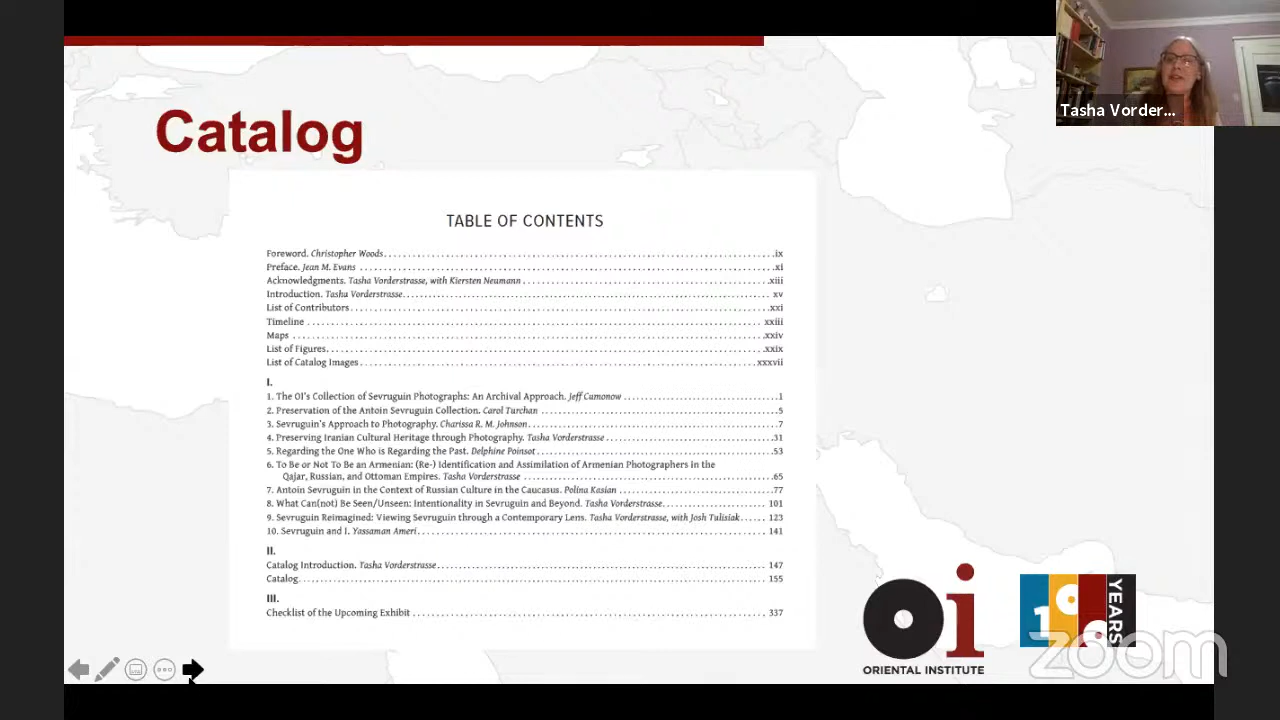 Tasha Vorder...
Catalog
TABLE OF CONTENTS
Foreword. Christopher Woods ix
Preface. Jean M. Evans xi
Acknowledgments. Tasha Vorderstrasse, with Kiersten Neumann xiii
Introduction. Tasha Vorderstrasse xv
List of Contributors xxi
Timeline xxiii
Maps xxiv
List of Figures xxix
List of Catalog Images xxxvii
I.
1. The OI's Collection of Sevruguin Photographs: An Archival Approach. Jeff Cumonow 1
2. Preservation of the Antoin Sevruguin Collection. Carol Turchan 5
3. Sevruguin's Approach to Photography. Charissa R. M. Johnson 7
4. Preserving Iranian Cultural Heritage through Photography. Tasha Vorderstrasse 31
5. Regarding the One Who is Regarding the Past. Delphine Poinsot 53
6. To Be or Not To Be an Armenian: (Re-) Identification and Assimilation of Armenian Photographers in the
Qajar, Russian, and Ottoman Empires. Tasha Vorderstrasse 65
7. Antoin Sevruguin in the Context of Russian Culture in the Caucasus. Polina Kasian 77
8. What Can(not) Be Seen/Unseen: Intentionality in Sevruguin and Beyond. Tasha Vorderstrasse 101
9. Sevruguin Reimagined: Viewing Sevruguin through a Contemporary Lens. Tasha Vorderstrasse, with Josh Tulisiak 123
10. Sevruguin and I. Yassaman Ameri 141
II.
Catalog Introduction. Tasha Vorderstrasse 147
Catalog 155
III.
Checklist of the Upcoming Exhibit 337
oi
ORIENTAL INSTITUTE
100
YEARS
zoom